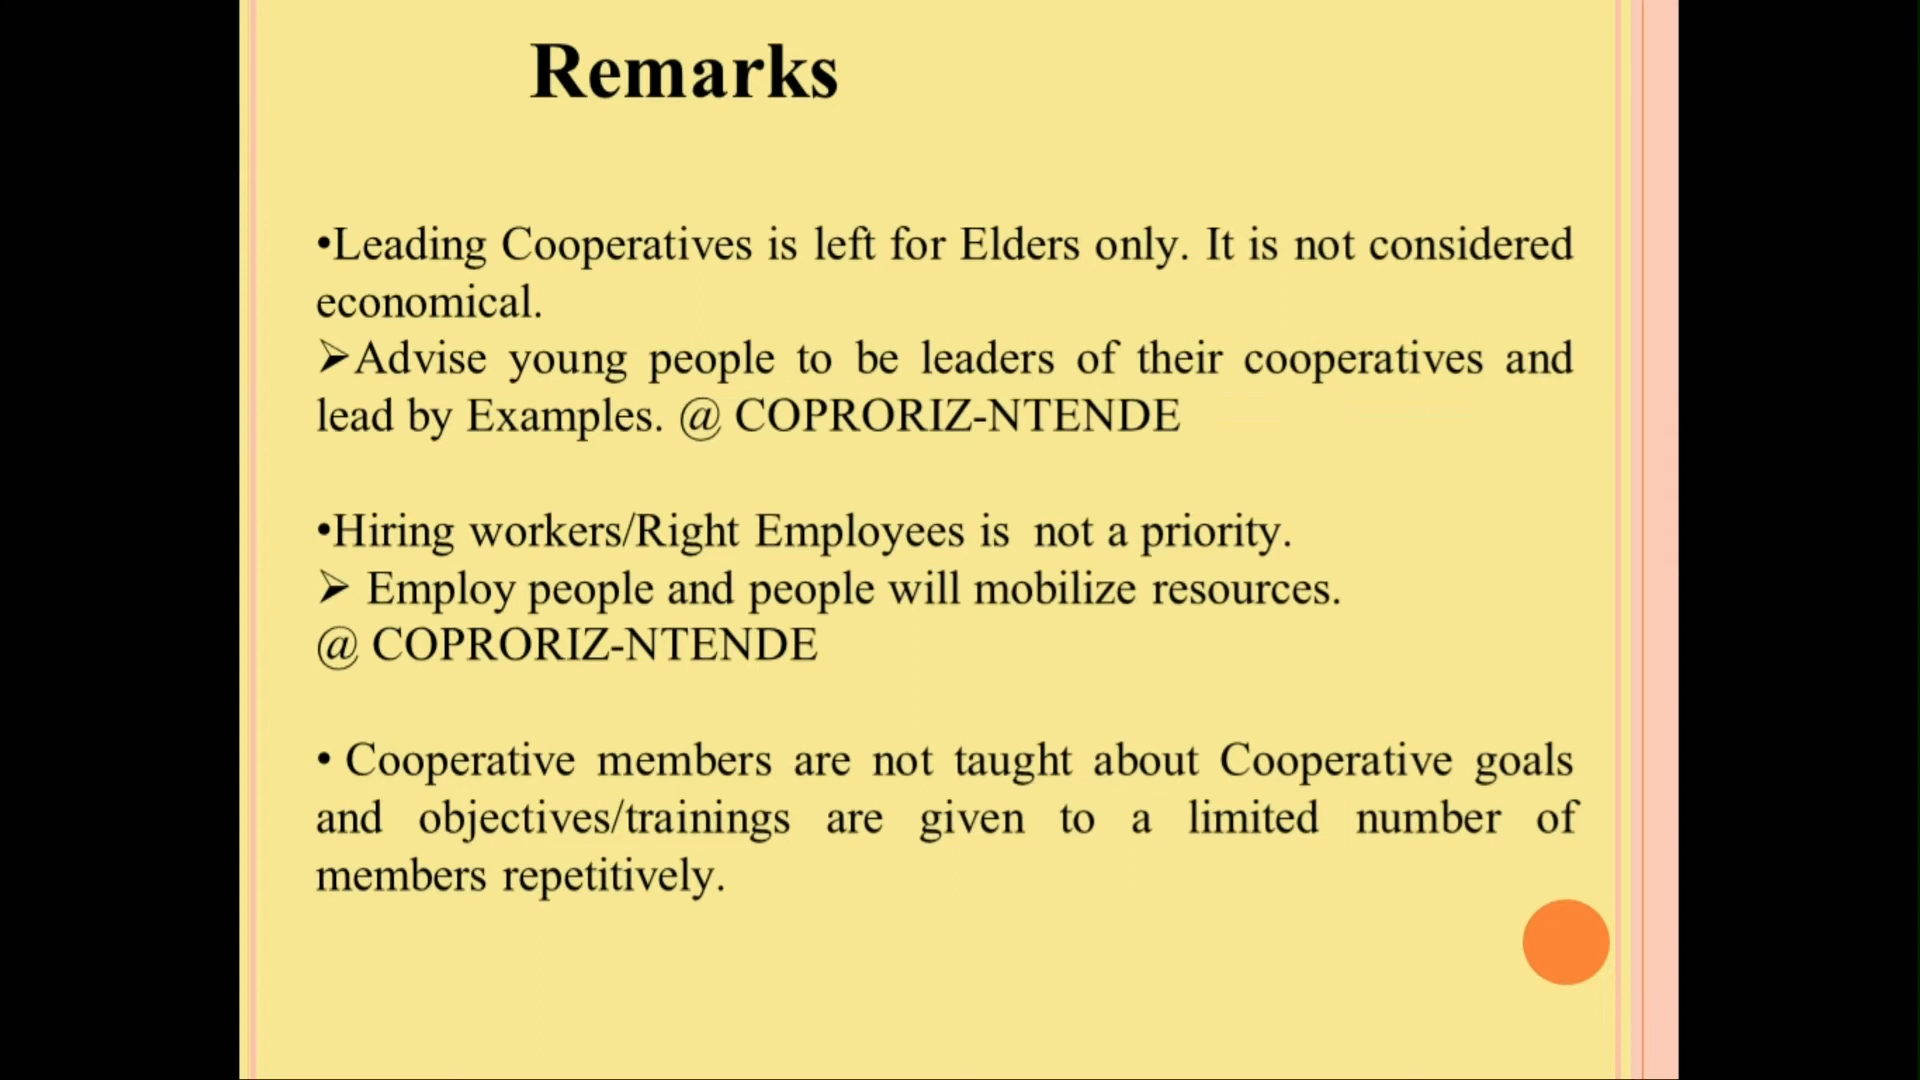 Remarks
•Leading Cooperatives is left for Elders only. It is not considered
economical.
➢Advise young people to be leaders of their cooperatives and
lead by Examples. @ COPRORIZ-NTENDE
•Hiring workers/Right Employees is not a priority.
➢ Employ people and people will mobilize resources.
@ COPRORIZ-NTENDE
• Cooperative members are not taught about Cooperative goals
and objectives/trainings are given to a limited number of
members repetitively.